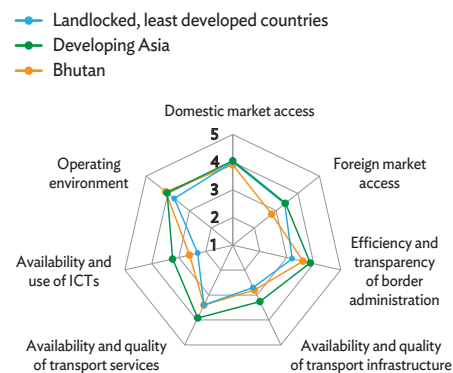 Landlocked, least developed countries
Developing Asia
Bhutan
Domestic market access
5
4
3
2
1
Foreign market
access
Efficiency and
transparency
of border
administration
Availability and quality
of transport infrastructure
Availability and quality
of transport services
Availability and
use of ICTs
Operating
environment